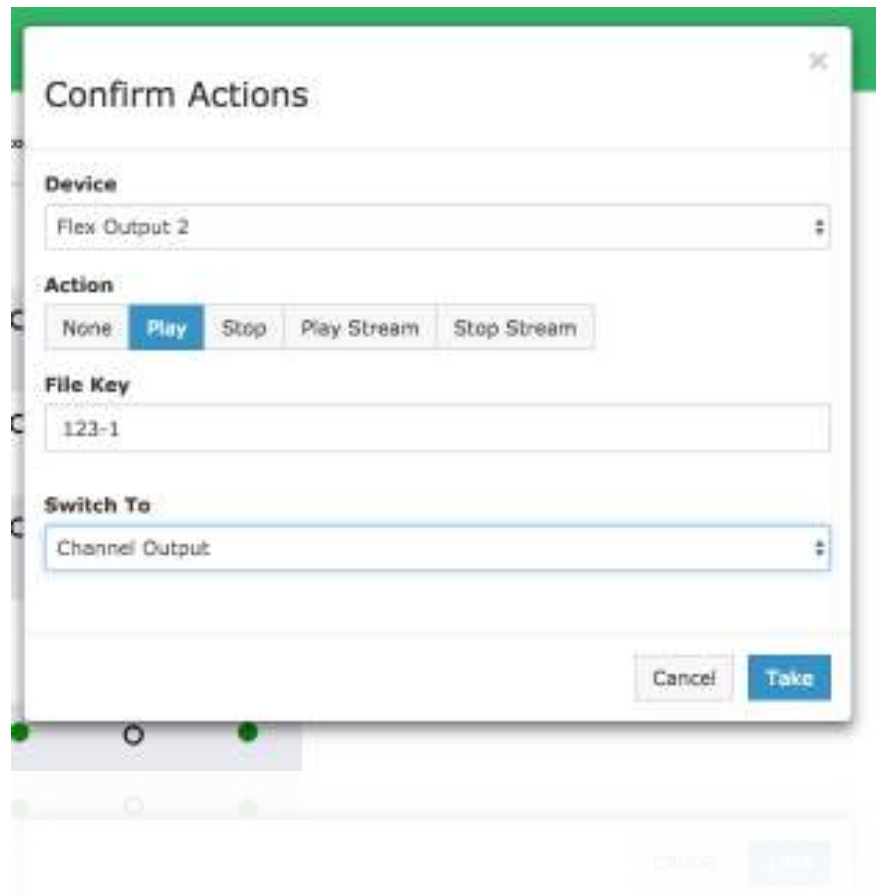 Confirm Actions
Device
Flex Output 2
Action
None Play Stop Play Stream Stop Stream
File Key
123-1
Switch To
Channel Output
Cancel Take